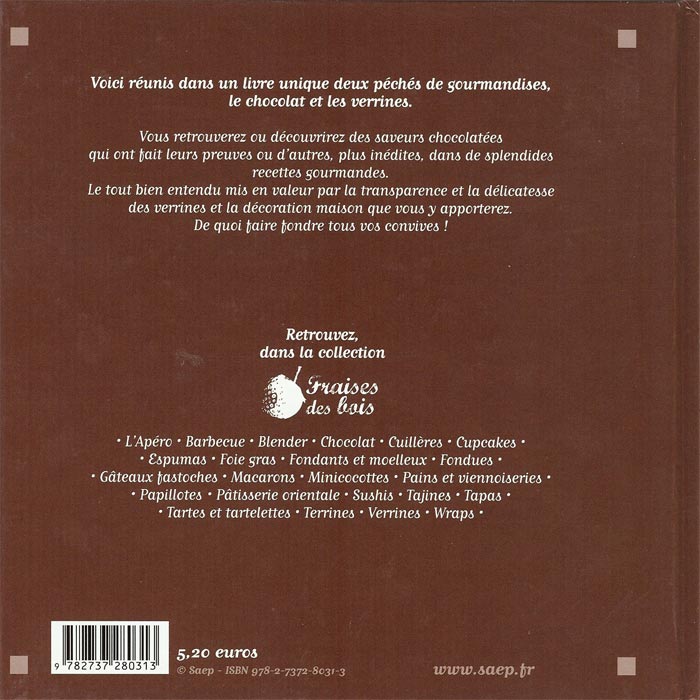 Voici réunis dans un livre unique deux péchés de gourmandises,
le chocolat et les verrines.
Vous retrouverez ou découvrirez des saveurs chocolatées
qui ont fait leurs preuves ou d'autres, plus inédites, dans de splendides
recettes gourmandes.
Le tout bien entendu mis en valeur par la transparence et la délicatesse
des verrines et la décoration maison que vous y apporterez.
De quoi faire fondre tous vos convives !
Retrouvez,
dans la collection
Fraises
des bois
• L'Apéro • Barbecue • Blender • Chocolat • Cuillères • Cupcakes •
• Espumas • Foie gras • Fondants et moelleux • Fondues •
• Gâteaux fastoches • Macarons • Minicocottes • Pains et viennoiseries •
• Papillotes • Pâtisserie orientale • Sushis • Tajines • Tapas •
• Tartes et tartelettes • Terrines • Verrines • Wraps •
9 782737 280313
5,20 euros
© Saep - ISBN 978-2-7372-8031-3
www.saep.fr